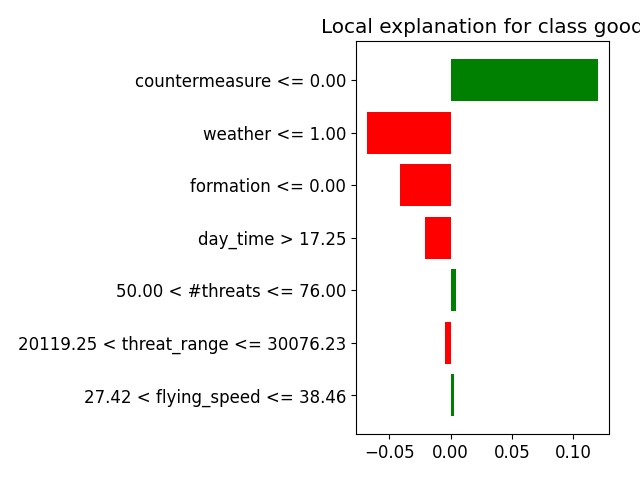 Local explanation for class good
countermeasure <= 0.00
weather <= 1.00
formation <= 0.00
day_time > 17.25
50.00 < #threats <= 76.00
20119.25 < threat_range <= 30076.23
27.42 < flying_speed <= 38.46
−0.05 0.00 0.05 0.10